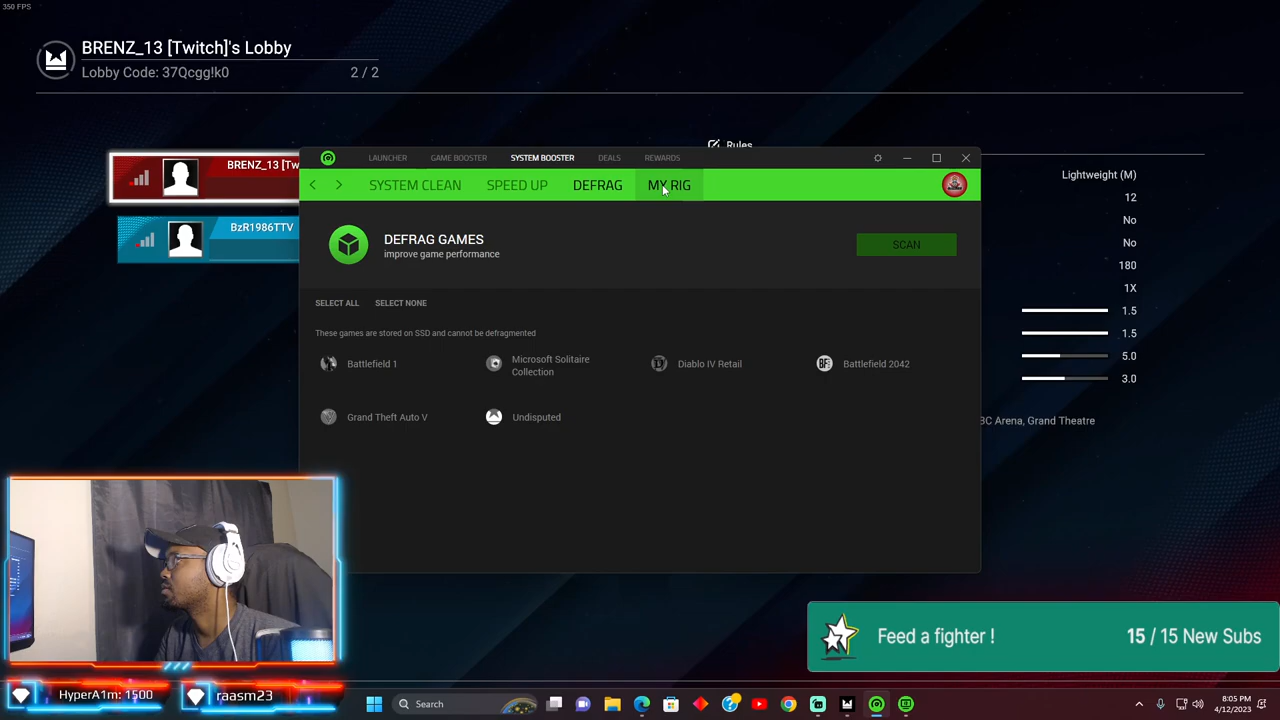 350 FPS
BRENZ_13 [Twitch]'s Lobby
Lobby Code: 37Qcgg!k0
2 / 2
Rules
BRENZ_13 [Tw
BzR1986TTV
LAUNCHER
GAME BOOSTER
SYSTEM BOOSTER
DEALS
REWARDS
SYSTEM CLEAN
SPEED UP
DEFRAG
MY RIG
DEFRAG GAMES
improve game performance
SCAN
SELECT ALL
SELECT NONE
These games are stored on SSD and cannot be defragmented
Battlefield 1
Microsoft Solitaire
Collection
Diablo IV Retail
Battlefield 2042
Grand Theft Auto V
Undisputed
Lightweight (M)
12
No
No
180
1X
1.5
1.5
5.0
3.0
BC Arena, Grand Theatre
Feed a fighter !
15 / 15 New Subs
HyperA1m: 1500
raasm23
Search
8:05 PM
4/12/2023